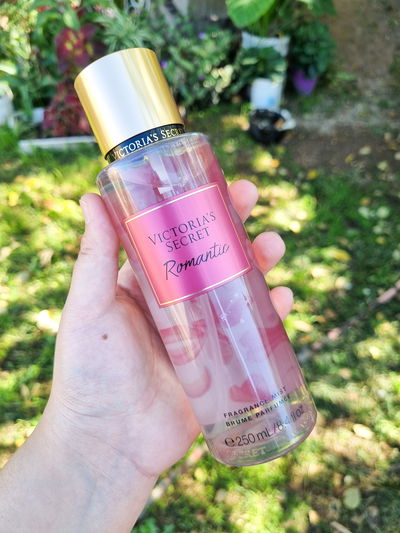 VICTORIA'S SECRET
VICTORIA'S
SECRET
Romantic
FRAGRANCE MIST
BRUME PARFUMÉE
℮250 mL/8.4 fl oz